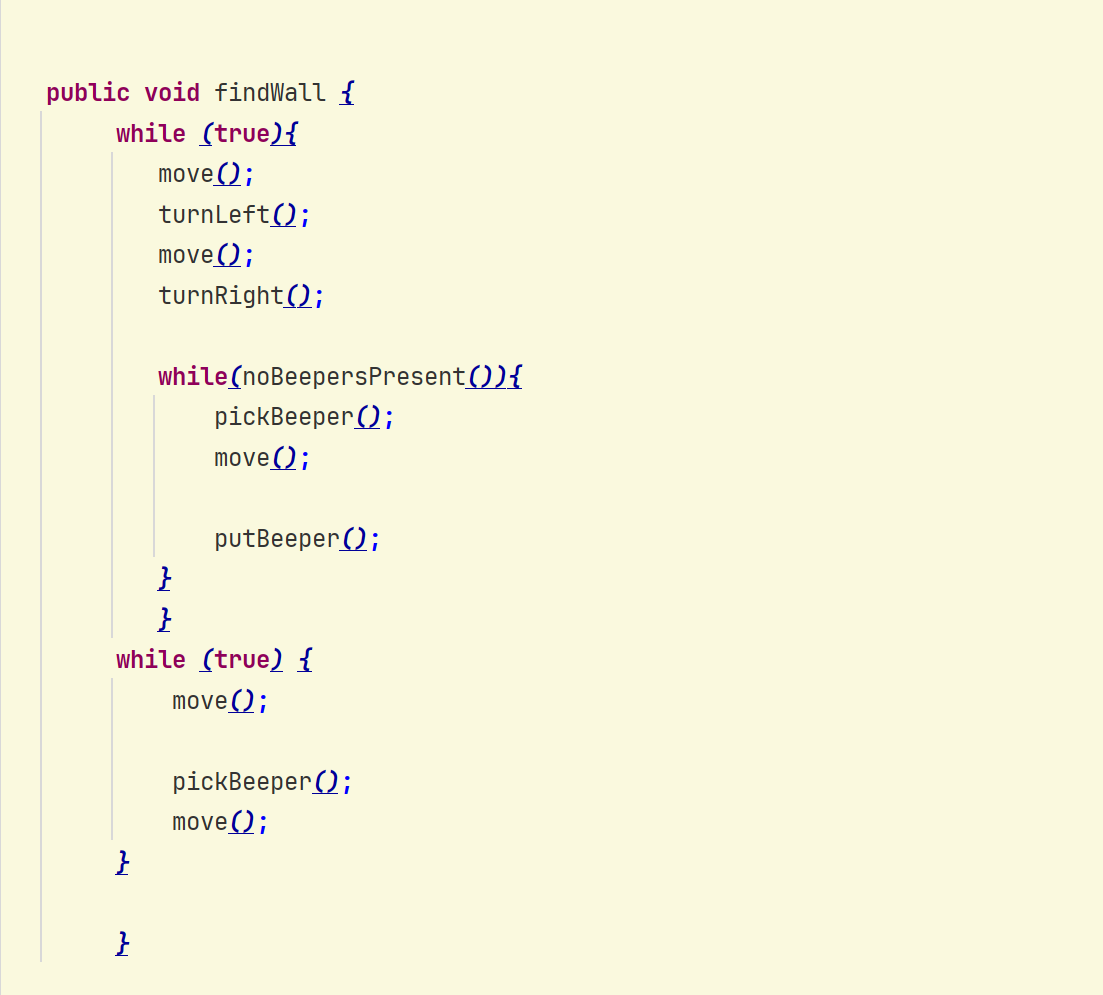 public void findWall {
while (true){
move();
turnLeft();
move();
turnRight();
while(noBeepersPresent()){
pickBeeper();
move();
putBeeper();
}
}
while (true) {
move();
pickBeeper();
move();
}
}